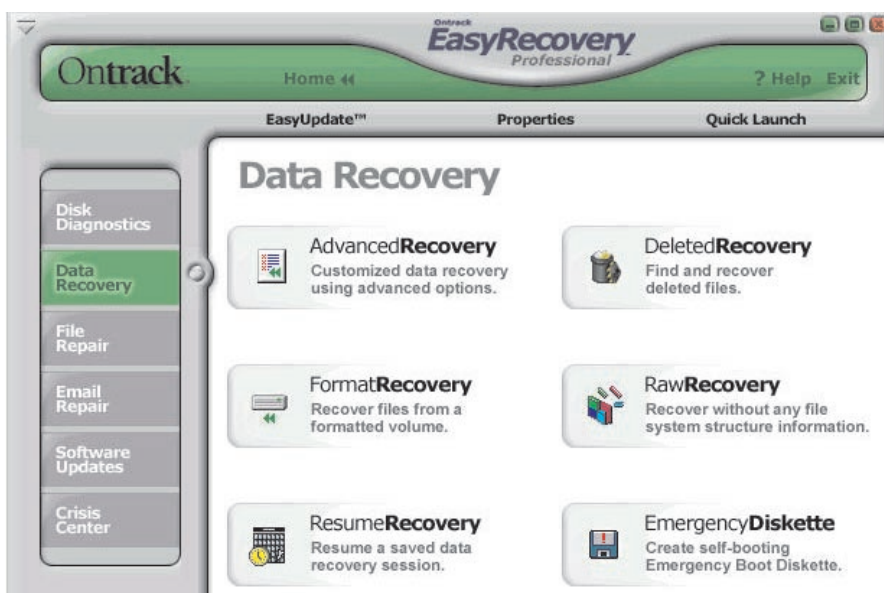 Ontrack
EasyRecovery
Professional
Ontrack
Home
? Help Exit
EasyUpdate™ Properties Quick Launch
Data Recovery
Disk
Diagnostics
Data
Recovery
File
Repair
Email
Repair
Software
Updates
Crisis
Center
AdvancedRecovery
Customized data recovery
using advanced options.
DeletedRecovery
Find and recover
deleted files.
FormatRecovery
Recover files from a
formatted volume.
RawRecovery
Recover without any file
system structure information.
ResumeRecovery
Resume a saved data
recovery session.
EmergencyDiskette
Create self-booting
Emergency Boot Diskette.